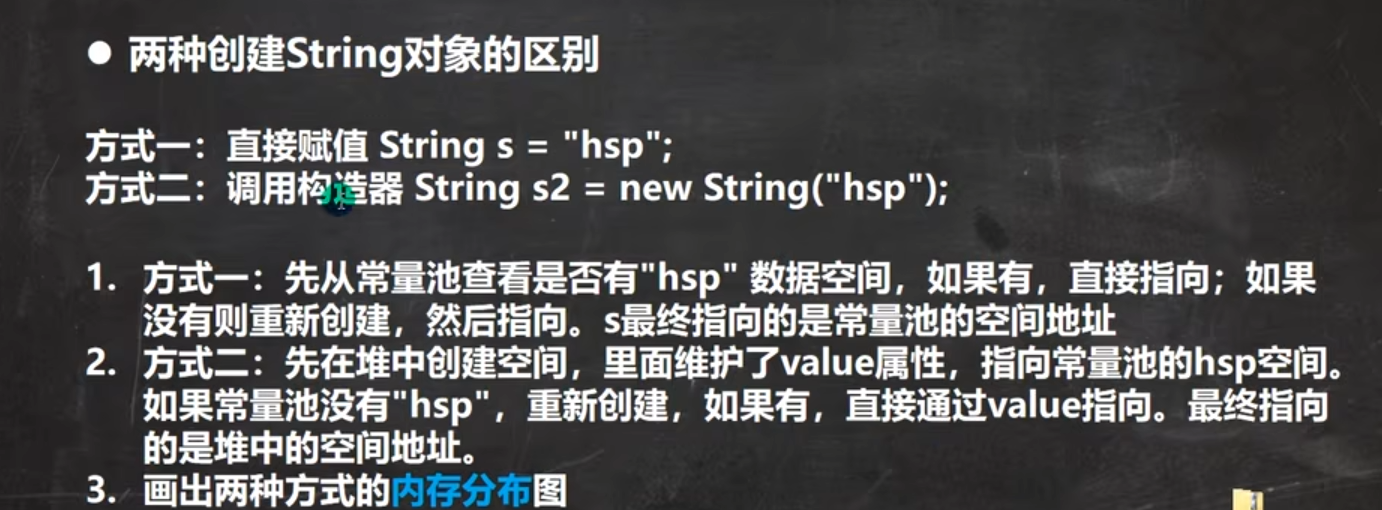 ● 两种创建String对象的区别
方式一：直接赋值 String s = "hsp";
方式二：调用构造器 String s2 = new String("hsp");
1. 方式一：先从常量池查看是否有"hsp" 数据空间，如果有，直接指向；如果
没有则重新创建，然后指向。s最终指向的是常量池的空间地址
2. 方式二：先在堆中创建空间，里面维护了value属性，指向常量池的hsp空间。
如果常量池没有"hsp"，重新创建，如果有，直接通过value指向。最终指向
的是堆中的空间地址。
3. 画出两种方式的内存分布图